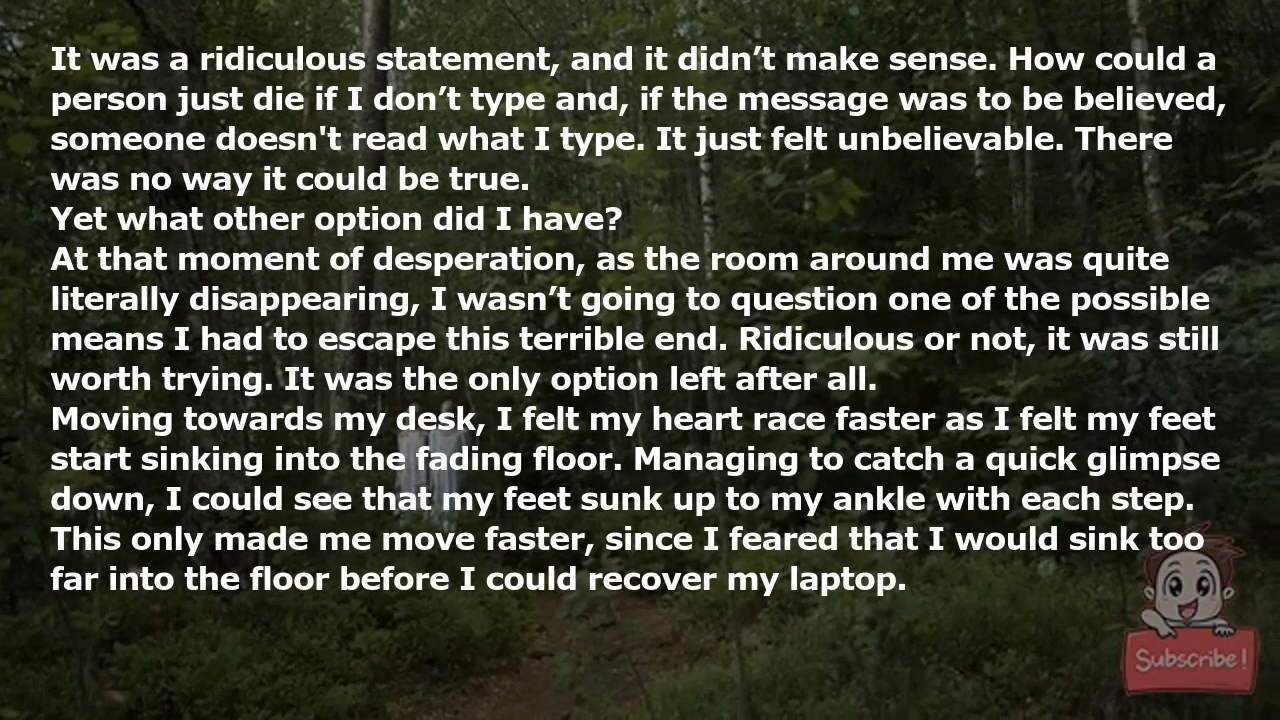 It was a ridiculous statement, and it didn’t make sense. How could a
person just die if I don’t type and, if the message was to be believed,
someone doesn't read what I type. It just felt unbelievable. There
was no way it could be true.
Yet what other option did I have?
At that moment of desperation, as the room around me was quite
literally disappearing, I wasn’t going to question one of the possible
means I had to escape this terrible end. Ridiculous or not, it was still
worth trying. It was the only option left after all.
Moving towards my desk, I felt my heart race faster as I felt my feet
start sinking into the fading floor. Managing to catch a quick glimpse
down, I could see that my feet sunk up to my ankle with each step.
This only made me move faster, since I feared that I would sink too
far into the floor before I could recover my laptop.
Subscribe!